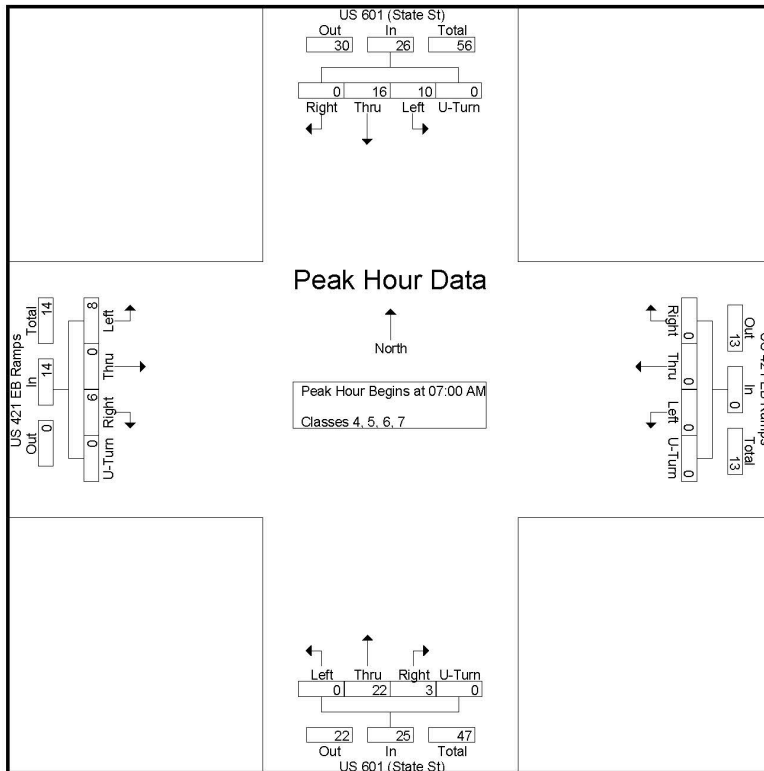 US 601 (State St)
Out In Total
30 26 56
0 16 10 0
Right Thru Left U-Turn
Peak Hour Data
North
Peak Hour Begins at 07:00 AM
Classes 4, 5, 6, 7
US 421 EB Ramps
Out In Total
0 14 14
8 0 6 0
Left Thru Right U-Turn
Right Thru Left U-Turn
0 0 0 0
Out In Total
13 0 13
US 421 EB Ramps
Left Thru Right U-Turn
0 22 3 0
22 25 47
Out In Total
US 601 (State St)